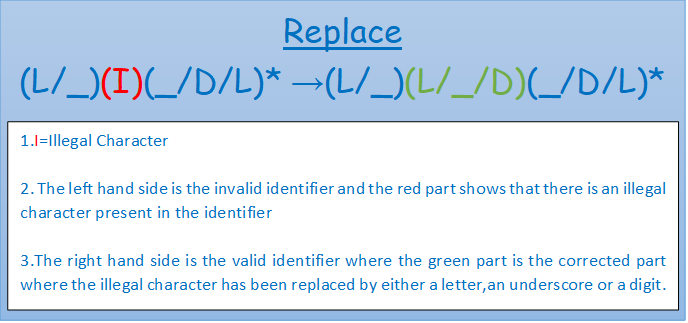 Replace
(L/_)(I)(_/D/L)* →(L/_)(L/_/D)(_/D/L)*
1.I=Illegal Character
2. The left hand side is the invalid identifier and the red part shows that there is an illegal
character present in the identifier
3.The right hand side is the valid identifier where the green part is the corrected part
where the illegal character has been replaced by either a letter,an underscore or a digit.